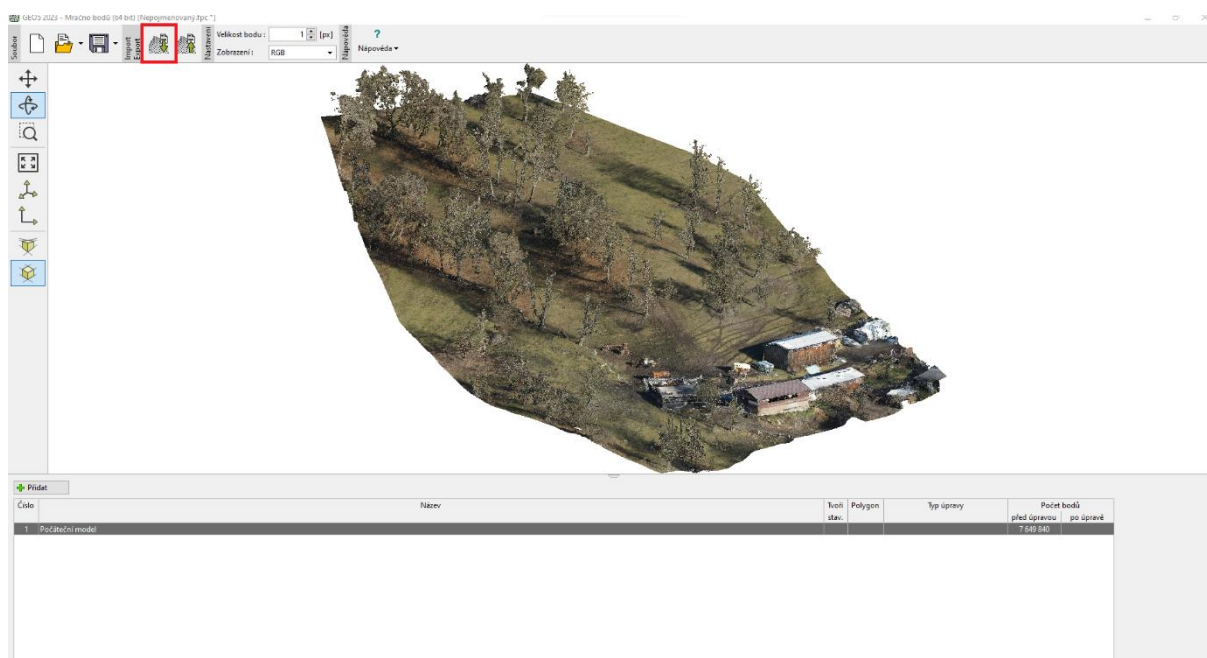 GEO5 2023 – Mračno bodů (64 bit) [Nepojmenovaný.fpc *]
Soubor
Import
Export
Nastavení
Velikost bodu : 1 [px]
Zobrazení : RGB
Nápověda
?
Nápověda
Přidat
Číslo Název Tvoří stav. Polygon Typ úpravy Počet bodů
před úpravou po úpravě
1 Počáteční model 7 649 840